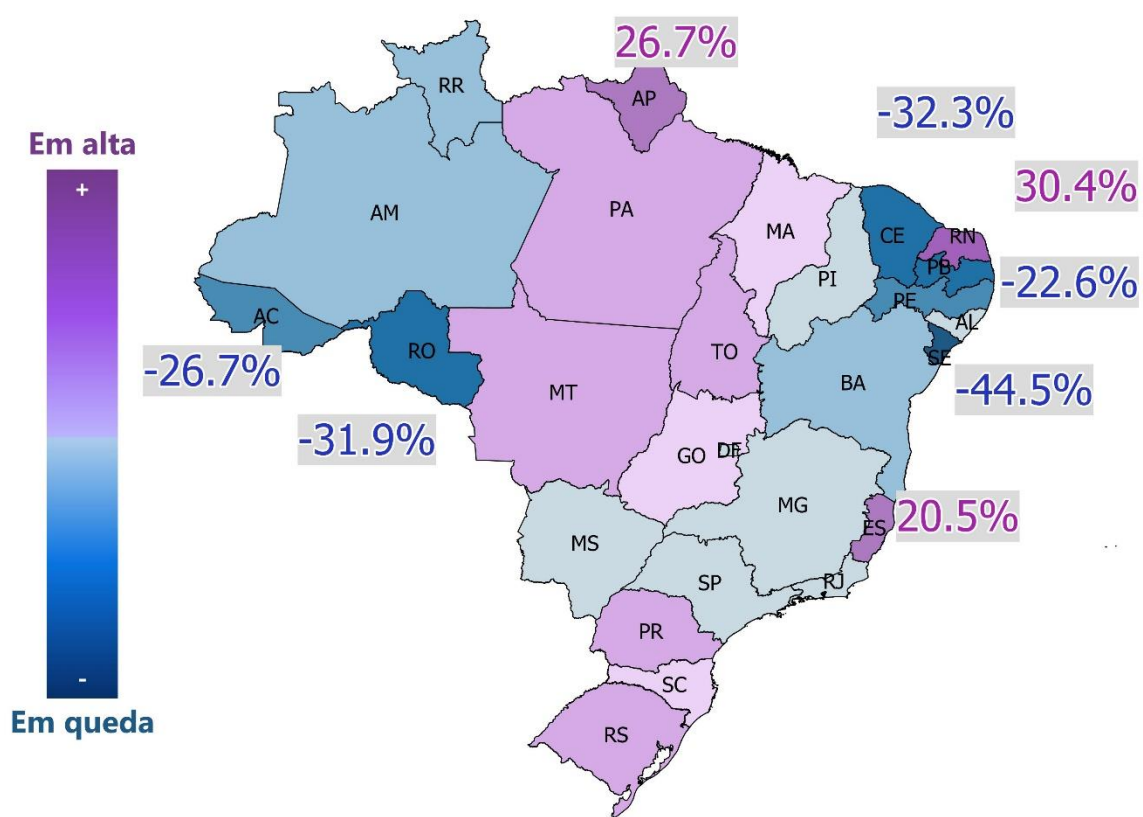 26.7%
RR
AP
-32.3%
Em alta
+
30.4%
AM
PA
MA
CE
RN
PB
PI
-22.6%
PE
AC
AL
RO
TO
SE
-26.7%
MT
BA
-44.5%
-31.9%
GO
DF
MG
20.5%
ES
MS
SP
RJ
PR
-
SC
Em queda
RS